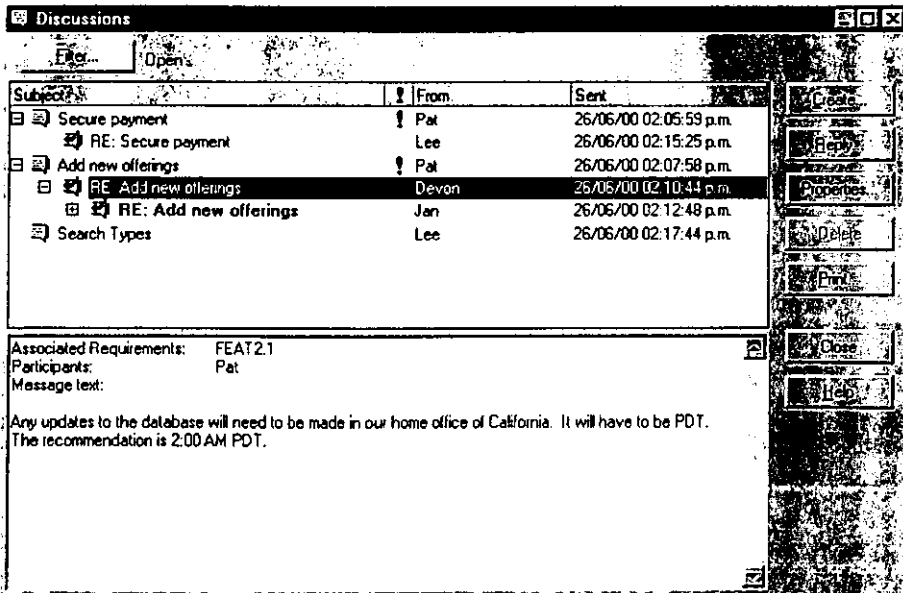 Discussions
Filter... Open
Subject ! From Sent
Secure payment ! Pat 26/06/00 02:05:59 p.m.
RE: Secure payment Lee 26/06/00 02:15:25 p.m.
Add new offerings ! Pat 26/06/00 02:07:58 p.m.
RE: Add new offerings Devon 26/06/00 02:10:44 p.m.
RE: Add new offerings Jan 26/06/00 02:12:48 p.m.
Search Types Lee 26/06/00 02:17:44 p.m.
Create...
Reply...
Properties...
Delete
Print...
Close
Help
Associated Requirements: FEAT2.1
Participants: Pat
Message text:
Any updates to the database will need to be made in our home office of California. It will have to be PDT.
The recommendation is 2:00 AM PDT.